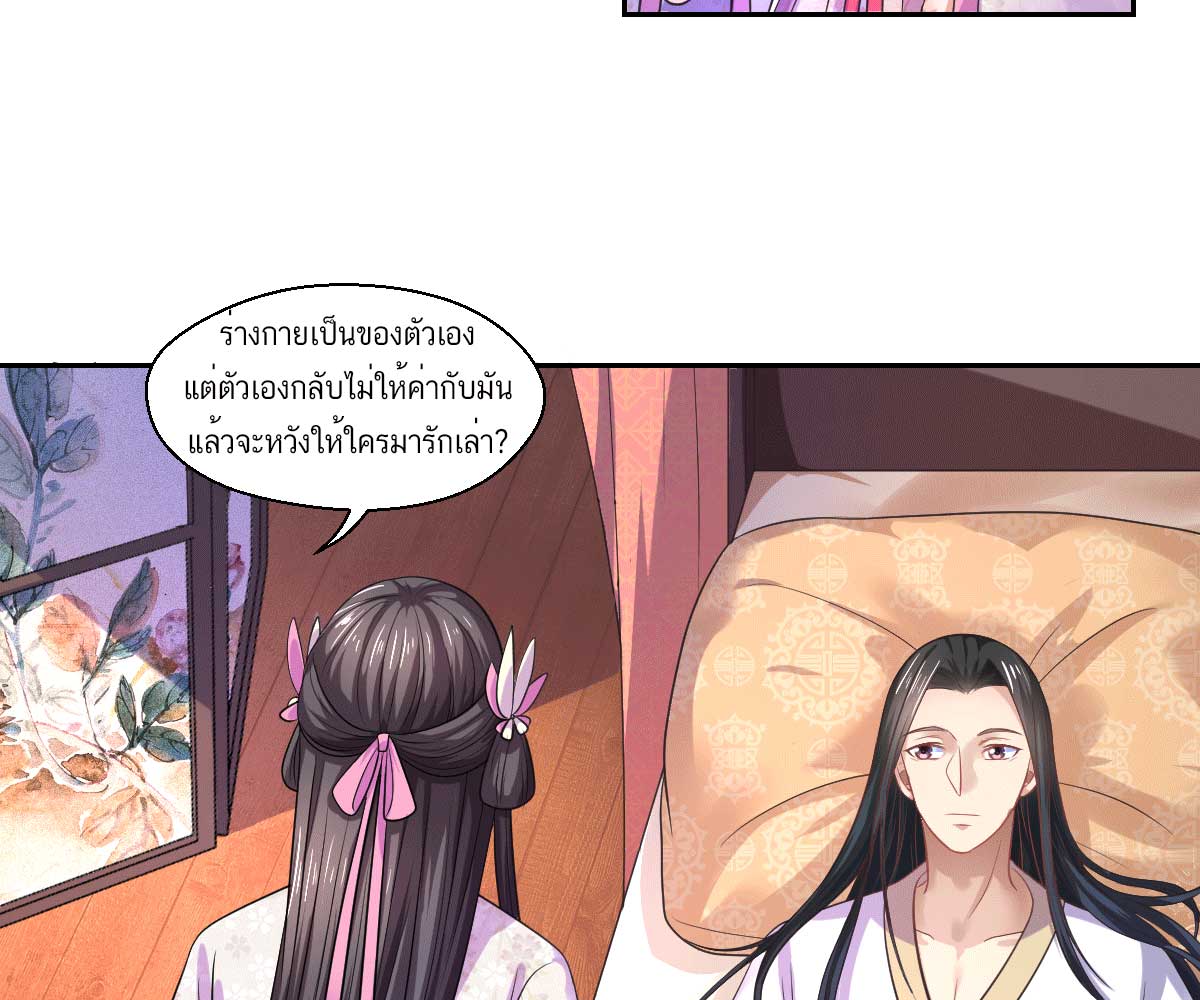 ร่างกายเป็นของตัวเอง
แต่ตัวเองกลับไม่ให้ค่ากับมัน
แล้วจะหวังให้ใครมารักเล่า?